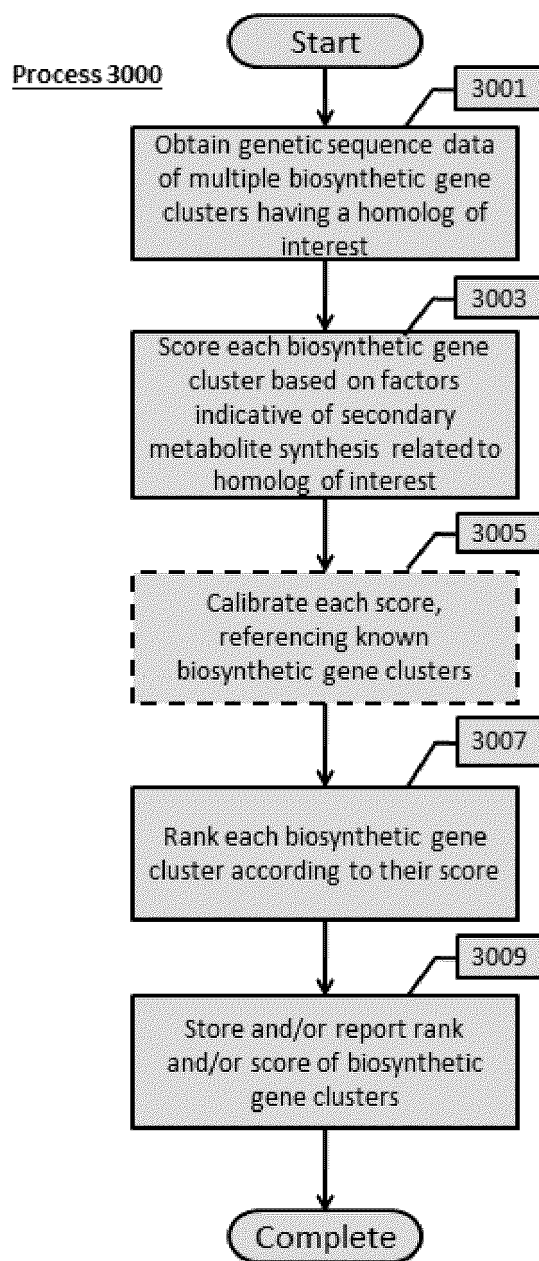 Start
Process 3000
3001
Obtain genetic sequence data
of multiple biosynthetic gene
clusters having a homolog of
interest
3003
Score each biosynthetic gene
cluster based on factors
indicative of secondary
metabolite synthesis related to
homolog of interest
3005
Calibrate each score,
referencing known
biosynthetic gene clusters
3007
Rank each biosynthetic gene
cluster according to their score
3009
Store and/or report rank
and/or score of biosynthetic
gene clusters
Complete